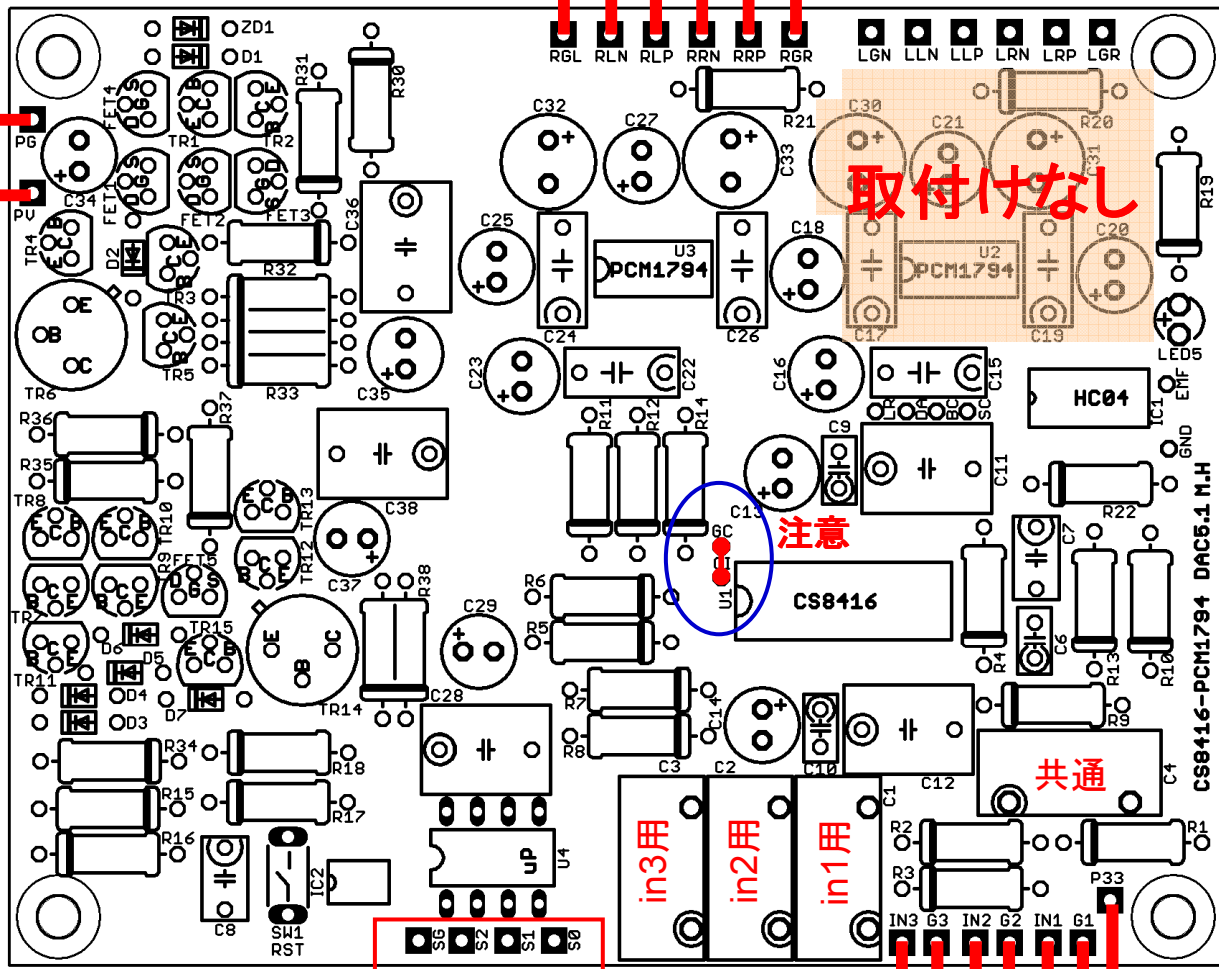 RGL RLN RLP RRN RRP RGR LGN LLN LLP LRN LRP LGR
ZD1
D1
R31
R30
FET4
TR1
TR2
PG
PV
C34
C32
C27
C33
R21
C30
C21
C31
R20
R19
取付けなし
FET1
FET2
FET3
C36
TR4
D2
TR3
R32
C25
U3
PCM1794
C18
U2
PCM1794
C20
C24
C26
C17
C19
LED5
TR6
TR5
R33
C35
C23
C22
C16
C15
HC04
IC1
EMF
GND
R36
R35
R37
R11
R12
R14
LR
DA
BC
SC
C9
C11
C13
R22
TR8
TR10
TR13
C38
GC
注意
C7
TR9
FET5
TR12
C37
R38
R6
R5
U1
CS8416
R4
C6
R13
R10
TR7
D6
D5
TR15
C29
TR11
D4
D3
D7
TR14
C28
R7
R8
C14
C10
C12
R9
C4
共通
CS8416-PCM1794 DAC5.1 M.H
R34
R15
R16
R18
R17
C3
C2
C1
in3用
in2用
in1用
R2
R3
R1
P33
C8
SW1
RST
IC2
uP
U4
SG S2 S1 S0
IN3 G3 IN2 G2 IN1 G1